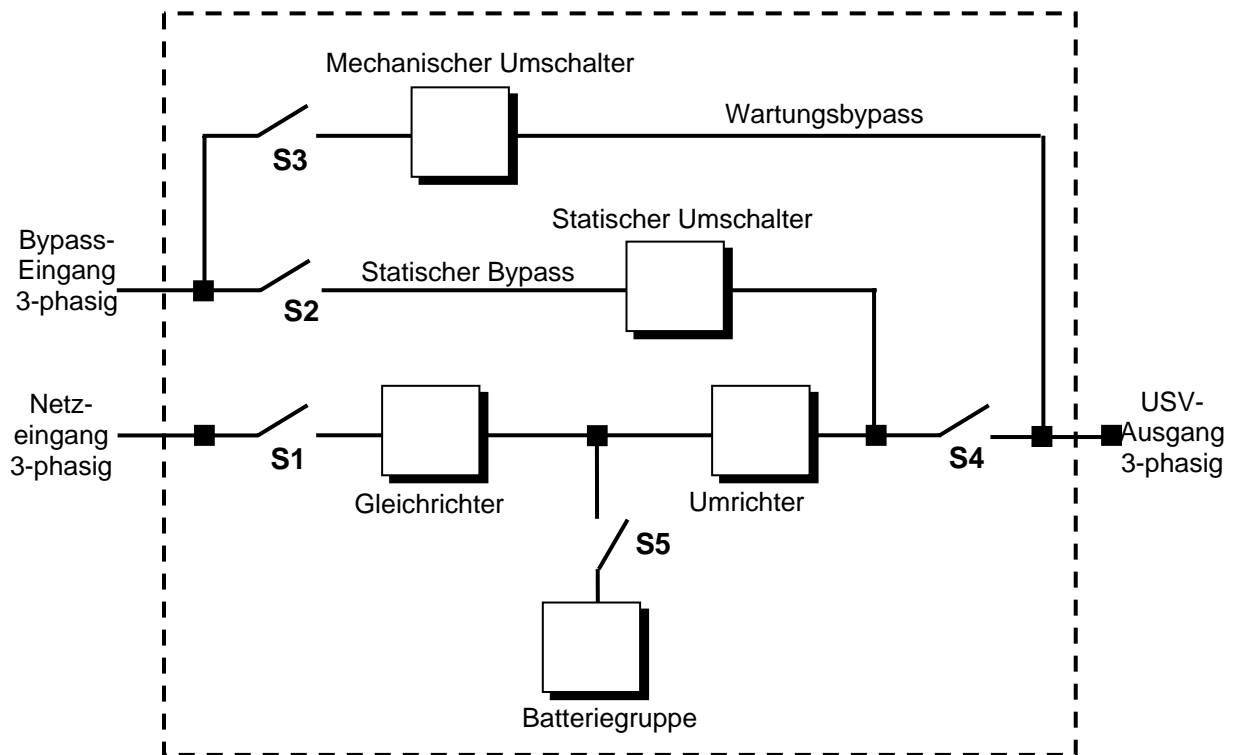 Mechanischer Umschalter
Wartungsbypass
S3
Statischer Umschalter
Bypass-
Eingang
3-phasig
Statischer Bypass
S2
Netz-
eingang
3-phasig
S1
Gleichrichter
Umrichter
S4
USV-
Ausgang
3-phasig
S5
Batteriegruppe